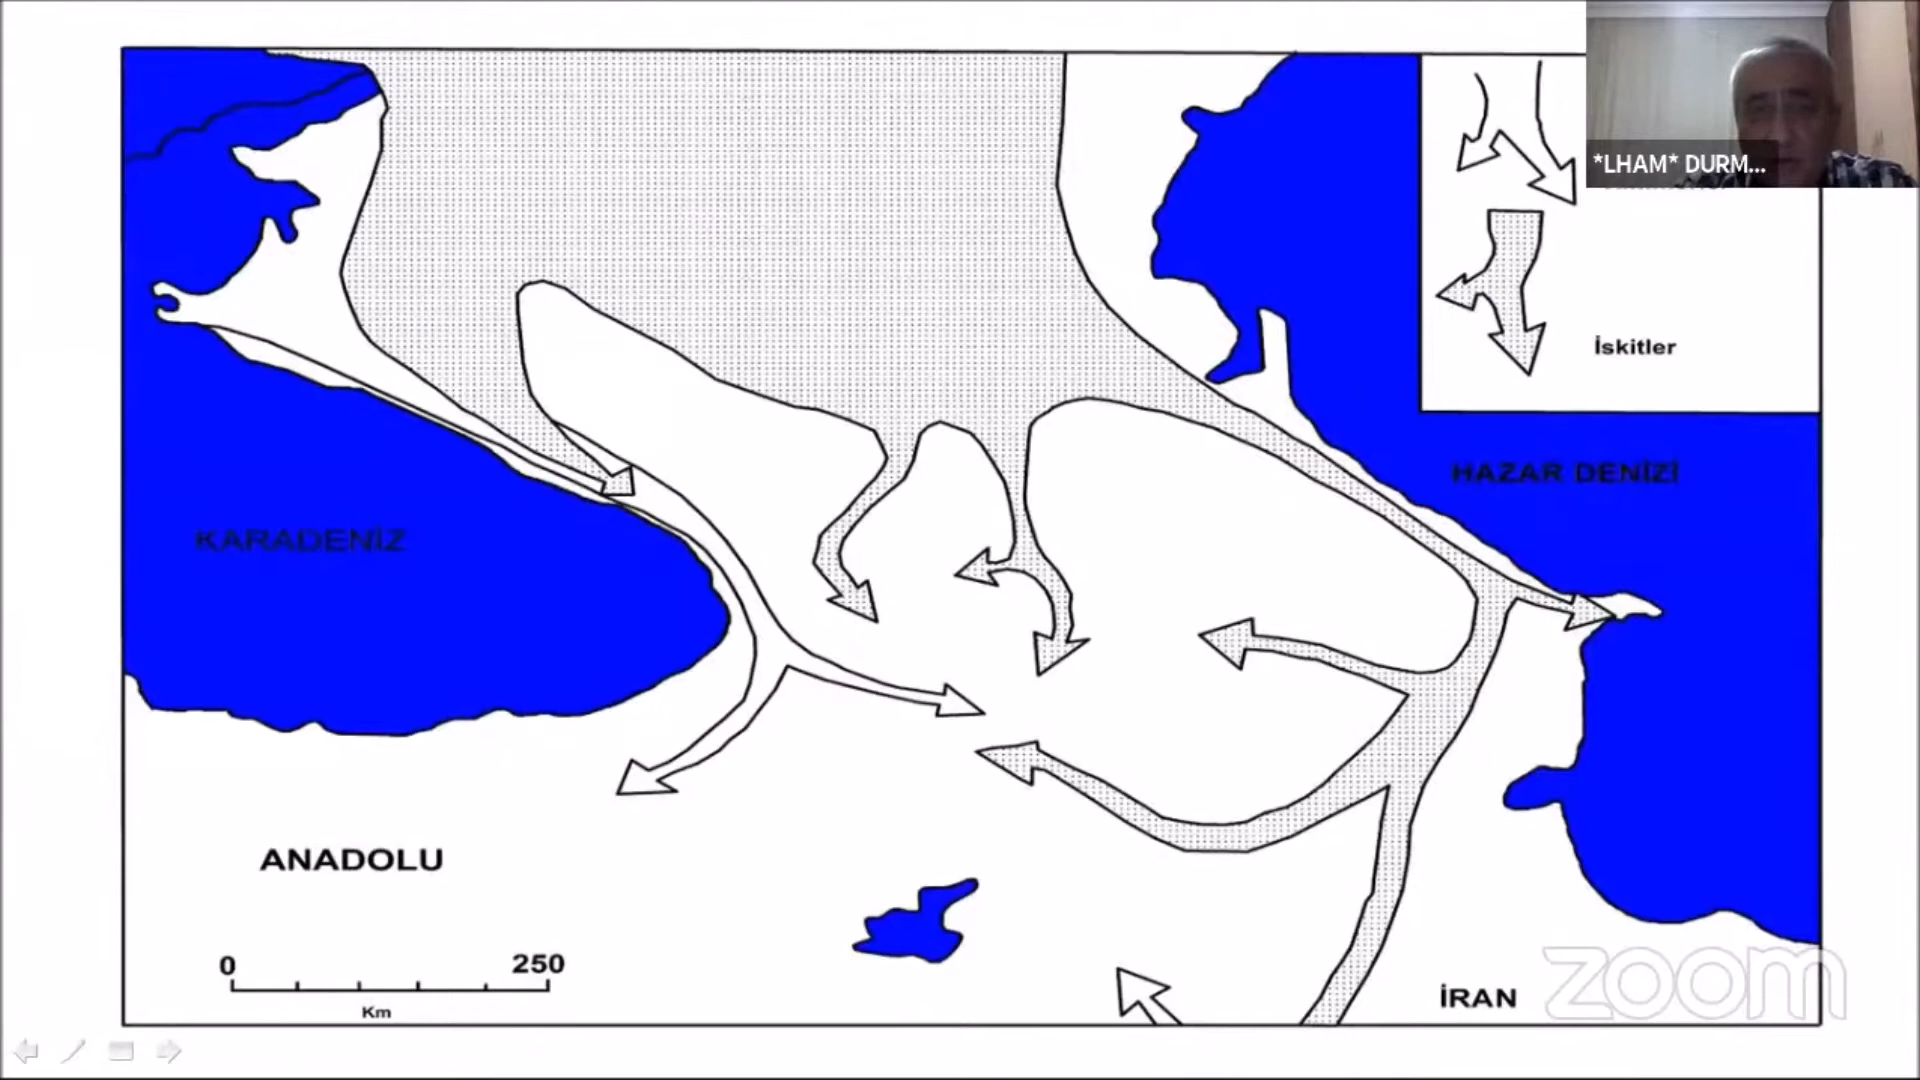 *LHAM* DURM...
İskitler
HAZAR DENİZİ
KARADENİZ
ANADOLU
0 250
Km
İRAN
zoom